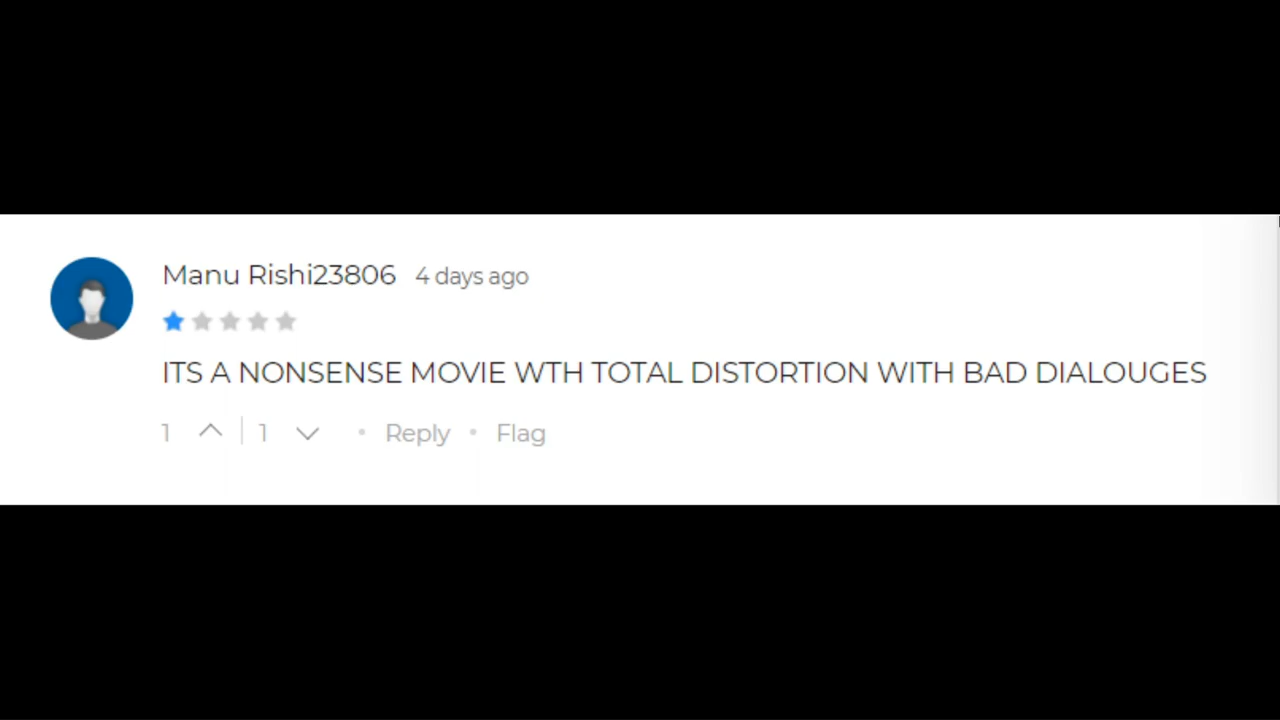 Manu Rishi23806 4 days ago
ITS A NONSENSE MOVIE WTH TOTAL DISTORTION WITH BAD DIALOUGES
1 1 • Reply • Flag